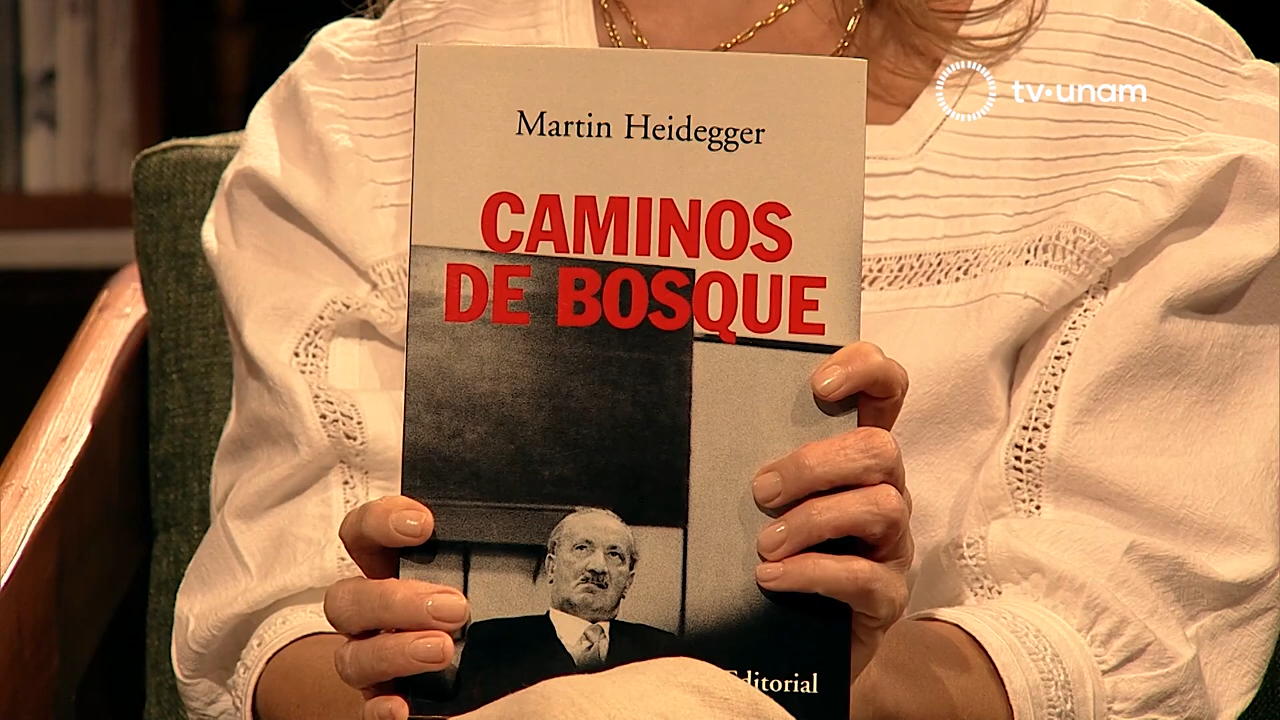 tv·unam
Martin Heidegger
CAMINOS
DE BOSQUE
Editorial